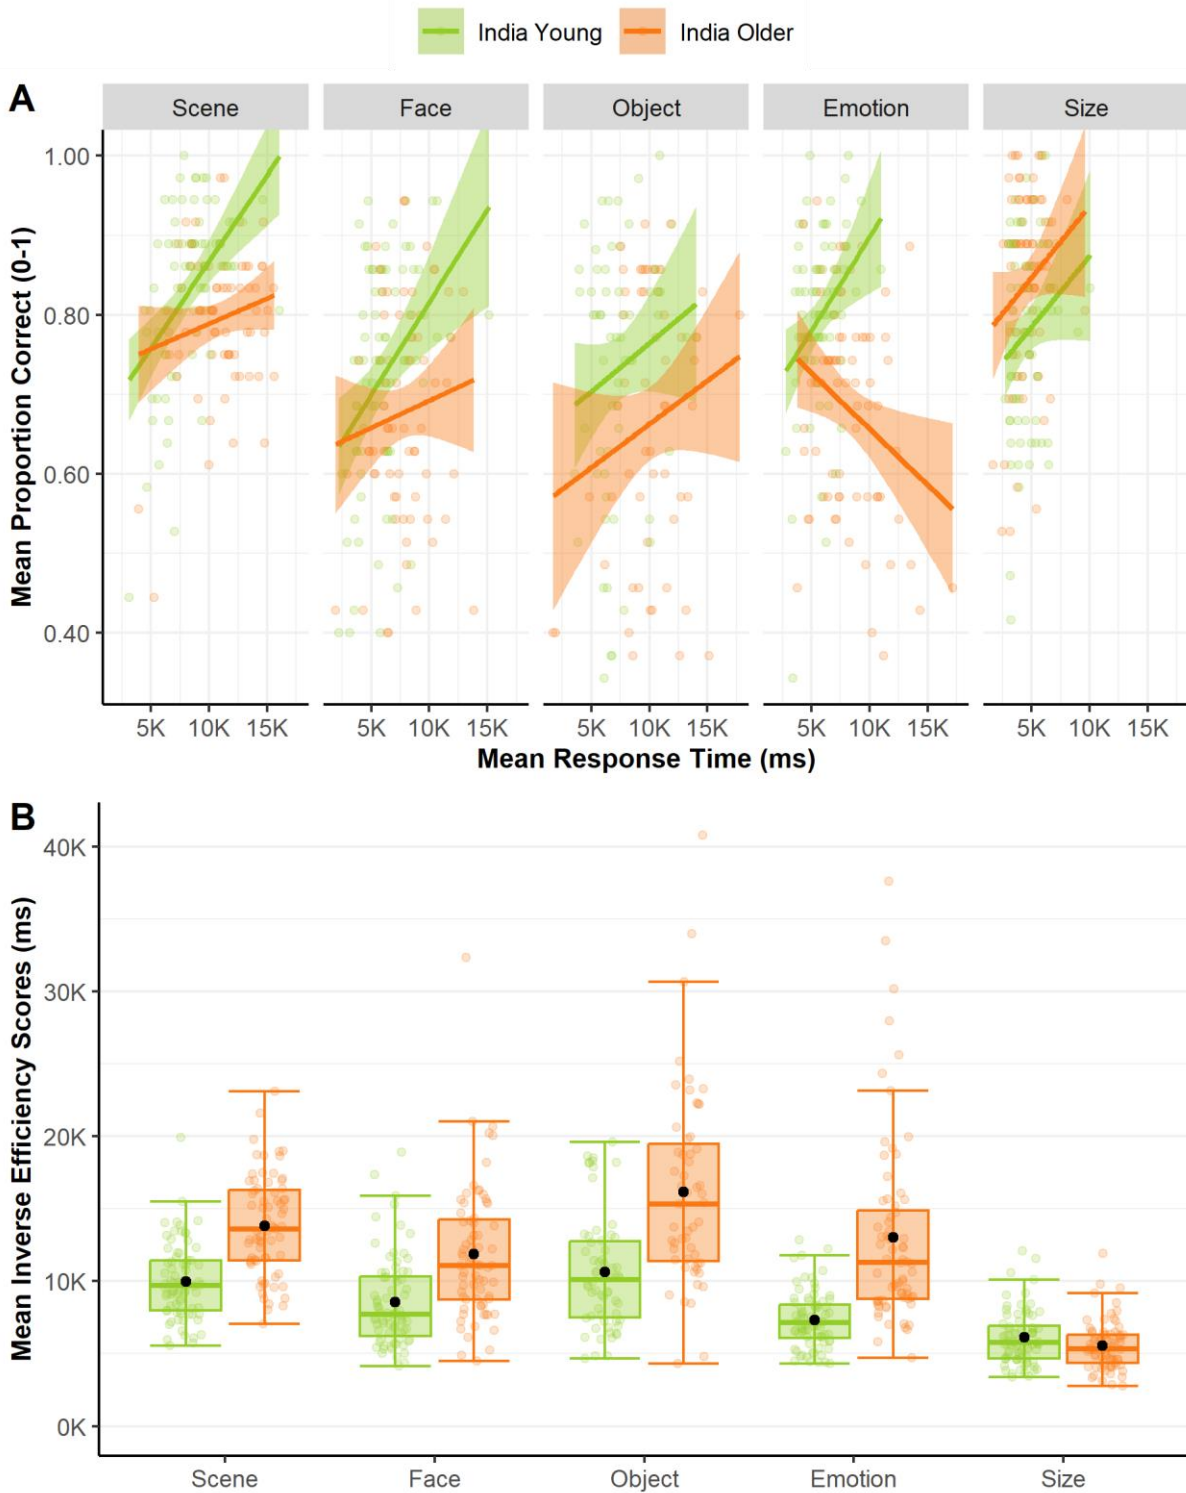 India Young India Older
A
Scene Face Object Emotion Size
Mean Proportion Correct (0-1)
1.00
0.80
0.60
0.40
5K 10K 15K 5K 10K 15K 5K 10K 15K 5K 10K 15K 5K 10K 15K
Mean Response Time (ms)
B
Mean Inverse Efficiency Scores (ms)
40K
30K
20K
10K
0K
Scene Face Object Emotion Size